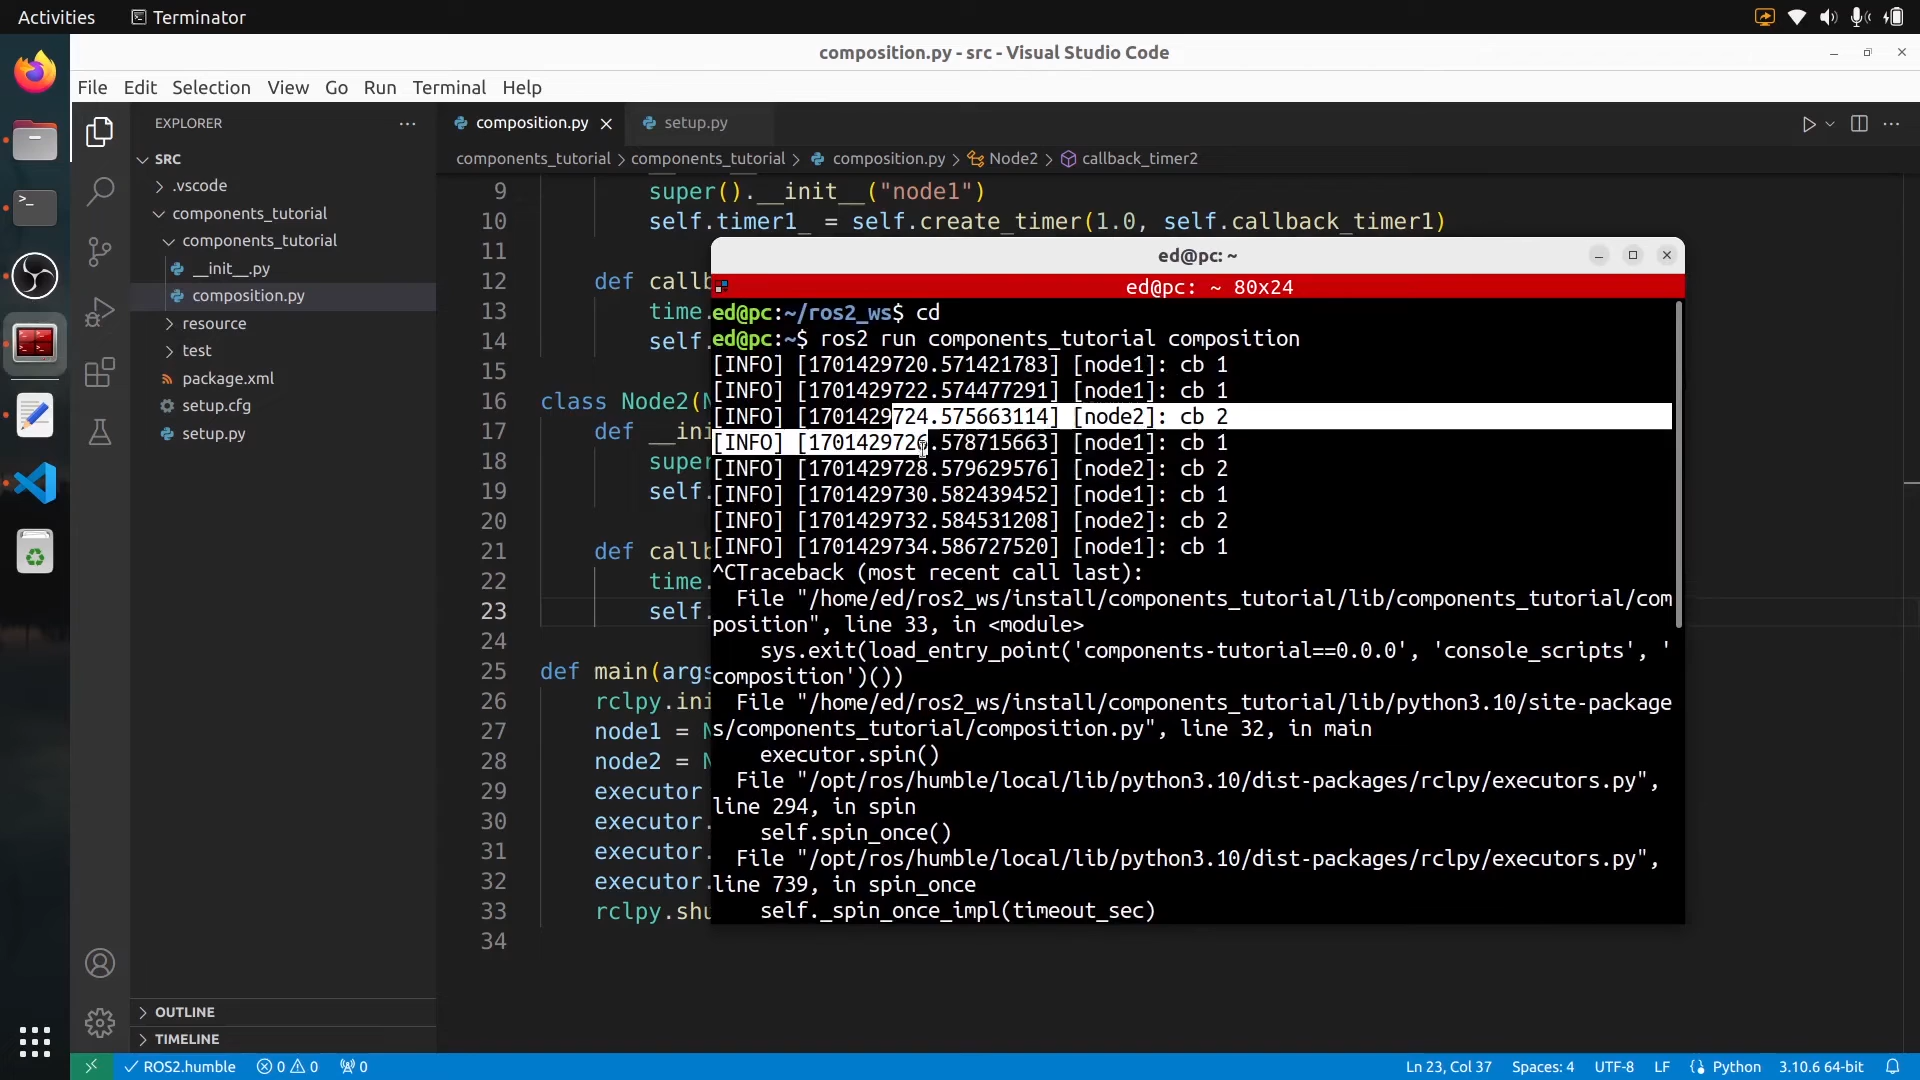 Activities
Terminator
composition.py - src - Visual Studio Code
File Edit Selection View Go Run Terminal Help
EXPLORER
SRC
.vscode
components_tutorial
components_tutorial
__init__.py
composition.py
resource
test
package.xml
setup.cfg
setup.py
OUTLINE
TIMELINE
composition.py
setup.py
components_tutorial > components_tutorial > composition.py > Node2 > callback_timer2
9 super().__init__("node1")
10 self.timer1_ = self.create_timer(1.0, self.callback_timer1)
11
12 def callb
13 time.
14 self.
15
16 class Node2(N
17 def __ini
18 super
19 self.
20
21 def callb
22 time.
23 self.
24
25 def main(args
26 rclpy.ini
27 node1 = N
28 node2 = N
29 executor
30 executor.
31 executor.
32 executor.
33 rclpy.shu
34
ed@pc: ~
ed@pc: ~ 80x24
ed@pc:~/ros2_ws$ cd
ed@pc:~$ ros2 run components_tutorial composition
[INFO] [1701429720.571421783] [node1]: cb 1
[INFO] [1701429722.574477291] [node1]: cb 1
[INFO] [1701429724.575663114] [node2]: cb 2
[INFO] [1701429726.578715663] [node1]: cb 1
[INFO] [1701429728.579629576] [node2]: cb 2
[INFO] [1701429730.582439452] [node1]: cb 1
[INFO] [1701429732.584531208] [node2]: cb 2
[INFO] [1701429734.586727520] [node1]: cb 1
^CTraceback (most recent call last):
File "/home/ed/ros2_ws/install/components_tutorial/lib/components_tutorial/com
position", line 33, in <module>
sys.exit(load_entry_point('components-tutorial==0.0.0', 'console_scripts', '
composition')())
File "/home/ed/ros2_ws/install/components_tutorial/lib/python3.10/site-package
s/components_tutorial/composition.py", line 32, in main
executor.spin()
File "/opt/ros/humble/local/lib/python3.10/dist-packages/rclpy/executors.py",
line 294, in spin
self.spin_once()
File "/opt/ros/humble/local/lib/python3.10/dist-packages/rclpy/executors.py",
line 739, in spin_once
self._spin_once_impl(timeout_sec)
ROS2.humble 0 0 0
Ln 23, Col 37 Spaces: 4 UTF-8 LF Python 3.10.6 64-bit